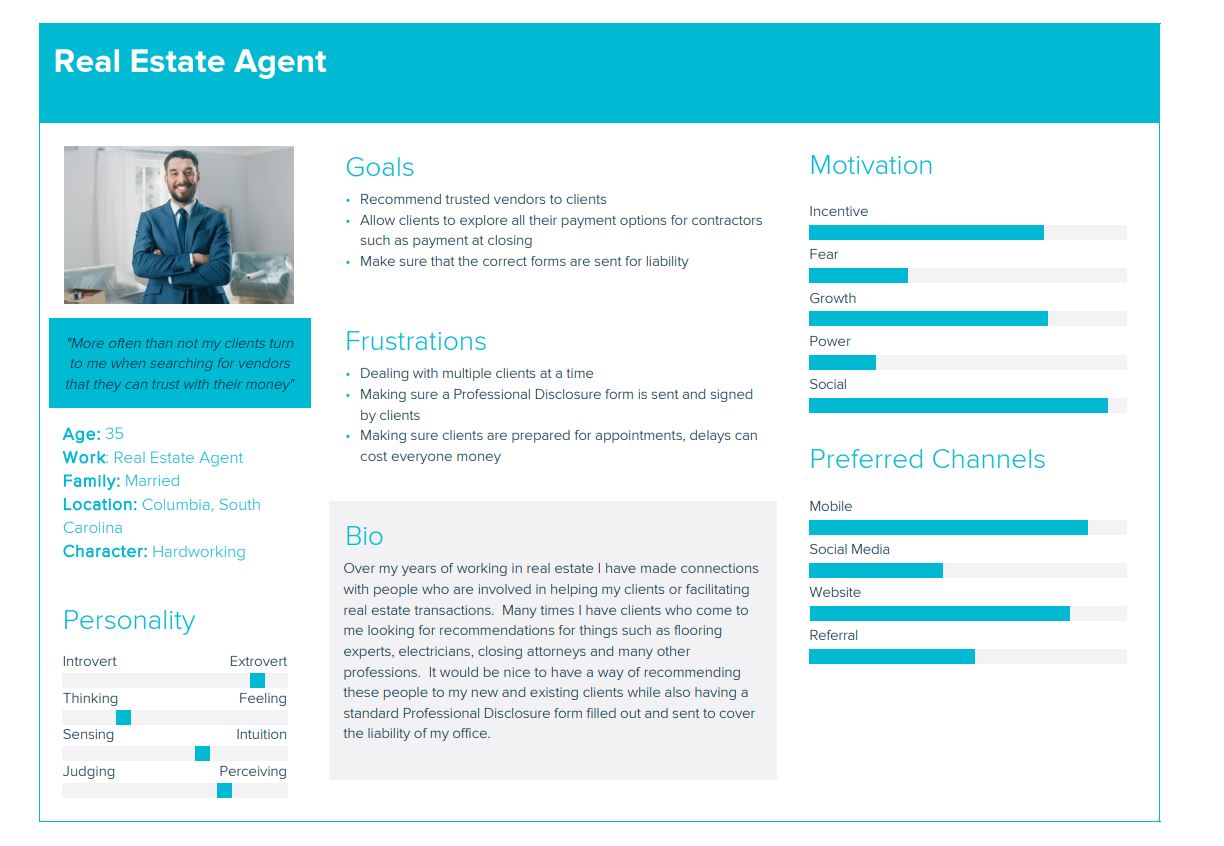 Real Estate Agent
"More often than not my clients turn
to me when searching for vendors
that they can trust with their money"
Age: 35
Work: Real Estate Agent
Family: Married
Location: Columbia, South
Carolina
Character: Hardworking
Personality
Introvert Extrovert
Thinking Feeling
Sensing Intuition
Judging Perceiving
Goals
• Recommend trusted vendors to clients
• Allow clients to explore all their payment options for contractors
such as payment at closing
• Make sure that the correct forms are sent for liability
Frustrations
• Dealing with multiple clients at a time
• Making sure a Professional Disclosure form is sent and signed
by clients
• Making sure clients are prepared for appointments, delays can
cost everyone money
Bio
Over my years of working in real estate I have made connections
with people who are involved in helping my clients or facilitating
real estate transactions.  Many times I have clients who come to
me looking for recommendations for things such as flooring
experts, electricians, closing attorneys and many other
professions.  It would be nice to have a way of recommending
these people to my new and existing clients while also having a
standard Professional Disclosure form filled out and sent to cover
the liability of my office.
Motivation
Incentive
Fear
Growth
Power
Social
Preferred Channels
Mobile
Social Media
Website
Referral